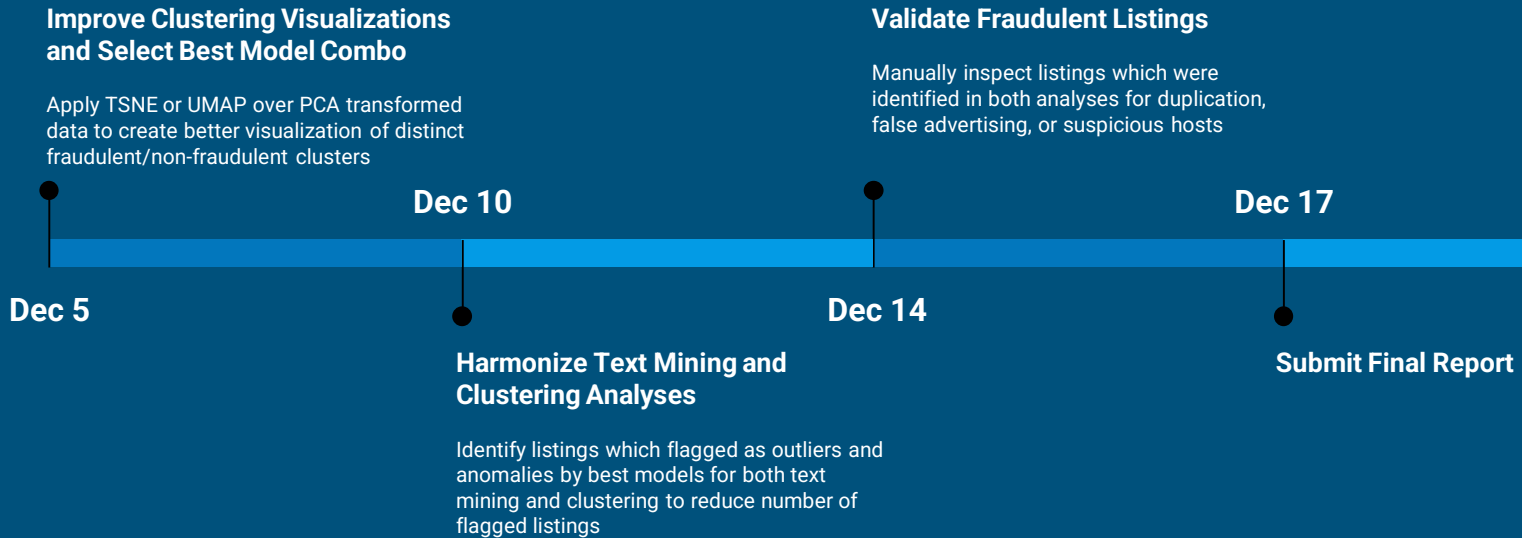 Improve Clustering Visualizations
and Select Best Model Combo
Apply TSNE or UMAP over PCA transformed
data to create better visualization of distinct
fraudulent/non-fraudulent clusters
Validate Fraudulent Listings
Manually inspect listings which were
identified in both analyses for duplication,
false advertising, or suspicious hosts
Dec 10
Dec 17
Dec 5
Dec 14
Harmonize Text Mining and
Clustering Analyses
Identify listings which flagged as outliers and
anomalies by best models for both text
mining and clustering to reduce number of
flagged listings
Submit Final Report